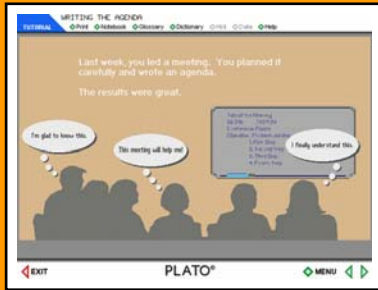 WRITING THE AGENDA
TUTORIAL Print Notebook Glossary Dictionary Help
Last week, you led a meeting. You planned it
carefully and wrote an agenda.
The results were great.
I'm glad to know this.
This meeting will help me!
I finally understand this.
EXIT PLATO® MENU